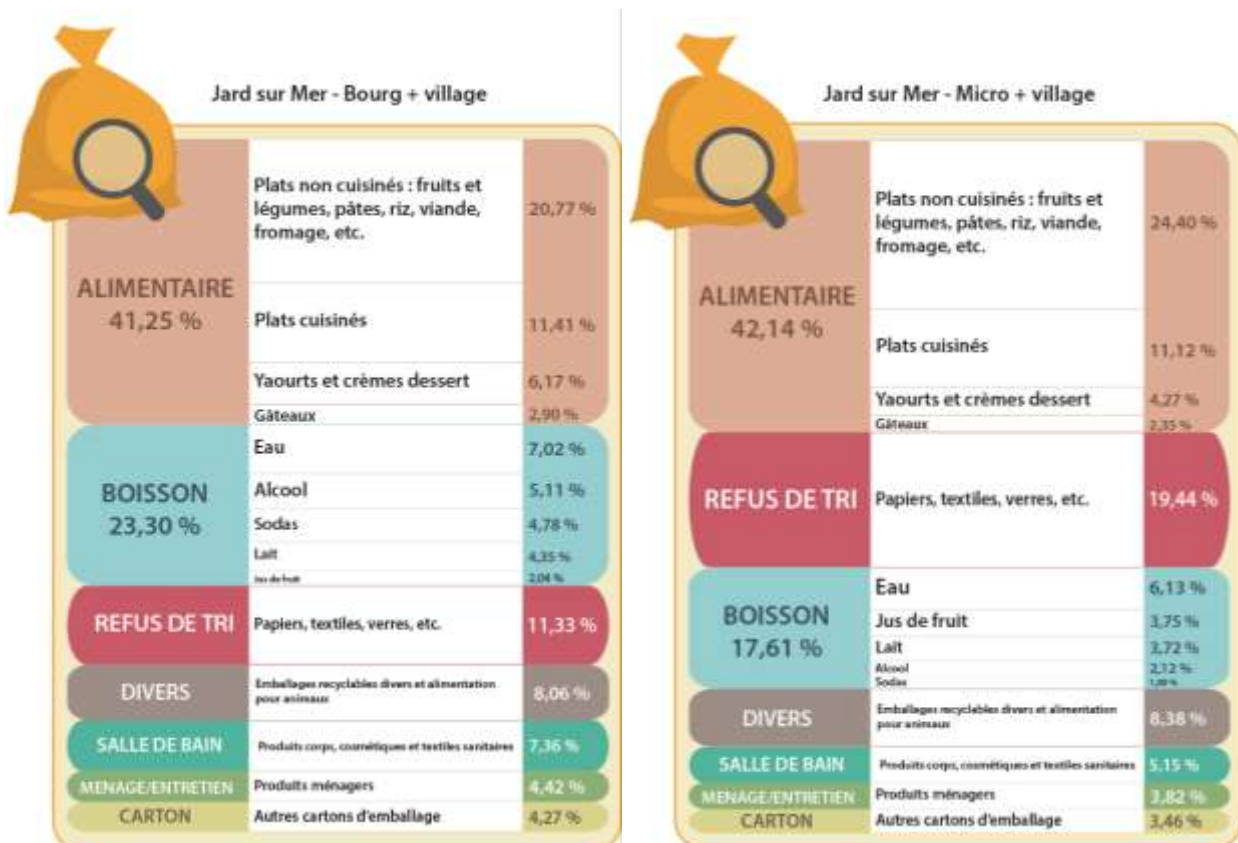 Jard sur Mer - Bourg + village
ALIMENTAIRE
41,25 %
Plats non cuisinés : fruits et
légumes, pâtes, riz, viande,
fromage, etc.
20,77 %
Plats cuisinés
11,41 %
Yaourts et crèmes dessert
6,17 %
Gâteaux
2,90 %
BOISSON
23,30 %
Eau
7,02 %
Alcool
5,11 %
Sodas
4,78 %
Lait
4,35 %
Jus de fruit
2,04 %
REFUS DE TRI
Papiers, textiles, verres, etc.
11,33 %
DIVERS
Emballages recyclables divers et alimentation
pour animaux
8,06 %
SALLE DE BAIN
Produits corps, cosmétiques et textiles sanitaires
7,36 %
MENAGE/ENTRETIEN
Produits ménagers
4,42 %
CARTON
Autres cartons d'emballage
4,27 %
Jard sur Mer - Micro + village
ALIMENTAIRE
42,14 %
Plats non cuisinés : fruits et
légumes, pâtes, riz, viande,
fromage, etc.
24,40 %
Plats cuisinés
11,12 %
Yaourts et crèmes dessert
4,27 %
Gâteaux
2,35 %
REFUS DE TRI
Papiers, textiles, verres, etc.
19,44 %
BOISSON
17,61 %
Eau
6,13 %
Jus de fruit
3,75 %
Lait
3,72 %
Alcool
2,12 %
Sodas
DIVERS
Emballages recyclables divers et alimentation
pour animaux
8,38 %
SALLE DE BAIN
Produits corps, cosmétiques et textiles sanitaires
5,15 %
MENAGE/ENTRETIEN
Produits ménagers
3,82 %
CARTON
Autres cartons d'emballage
3,46 %